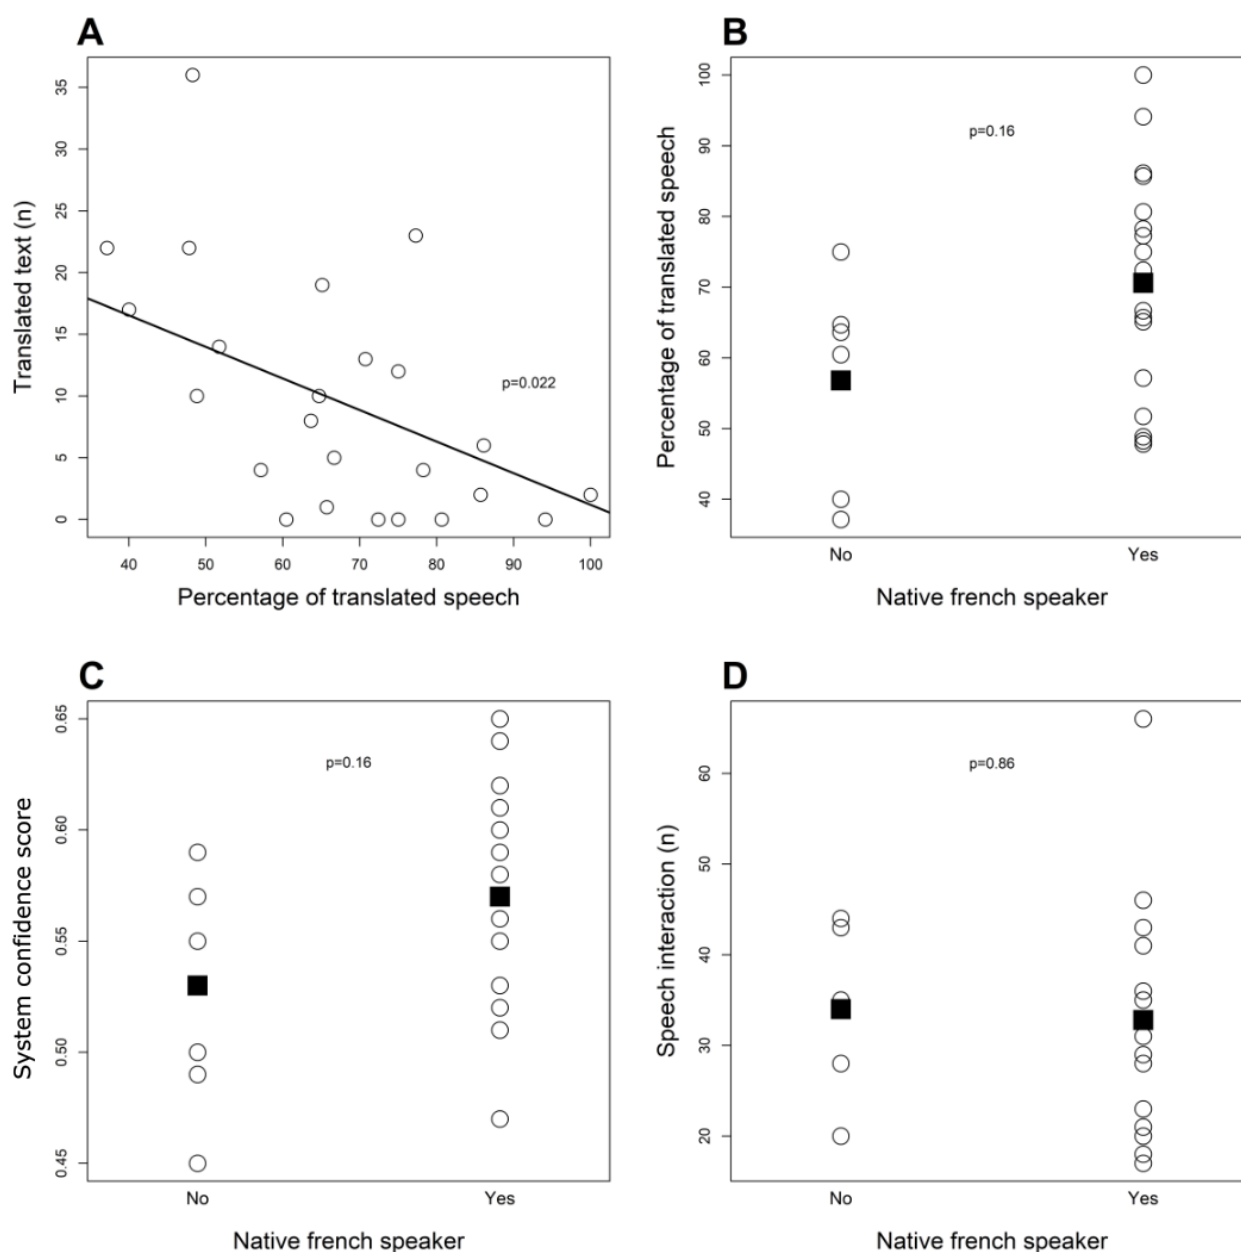 A
35
30
25
20
15
10
5
0
Translated text (n)
p=0.022
40 50 60 70 80 90 100
Percentage of translated speech
B
100
90
80
70
60
50
40
Percentage of translated speech
p=0.16
No Yes
Native french speaker
C
0.65
0.60
0.55
0.50
0.45
System confidence score
p=0.16
No Yes
Native french speaker
D
60
50
40
30
20
Speech interaction (n)
p=0.86
No Yes
Native french speaker